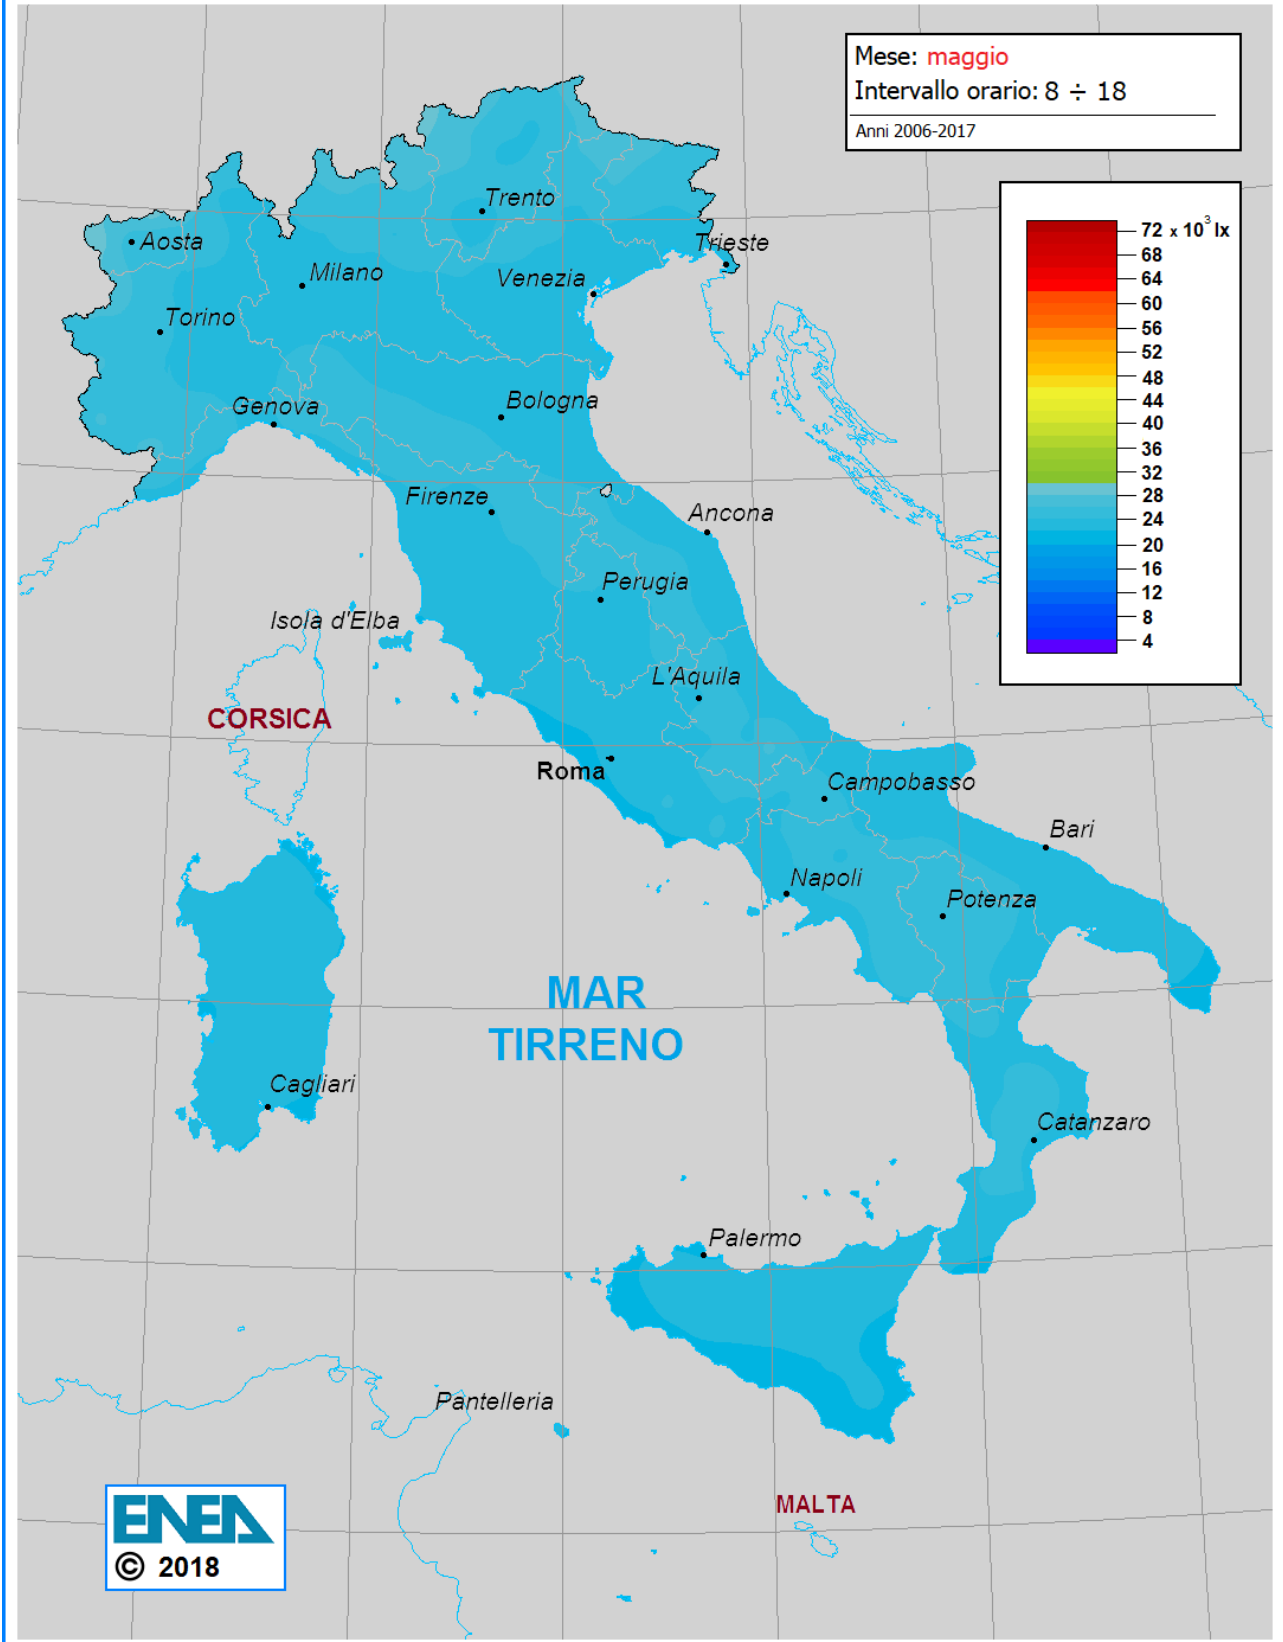 Mese: maggio
Intervallo orario: 8 ÷ 18
Anni 2006-2017
72 x 10³ lx
68
64
60
56
52
48
44
40
36
32
28
24
20
16
12
8
4
Trento
Aosta
Trieste
Milano
Venezia
Torino
Genova
Bologna
Firenze
Ancona
Perugia
Isola d'Elba
L'Aquila
CORSICA
Roma
Campobasso
Bari
Napoli
Potenza
MAR
TIRRENO
Cagliari
Catanzaro
Palermo
Pantelleria
MALTA
ENEA
© 2018